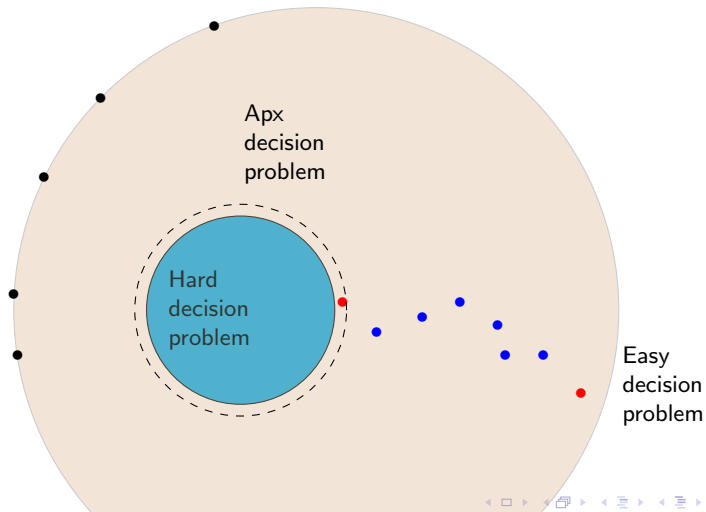 Apx
decision
problem
Hard
decision
problem
Easy
decision
problem